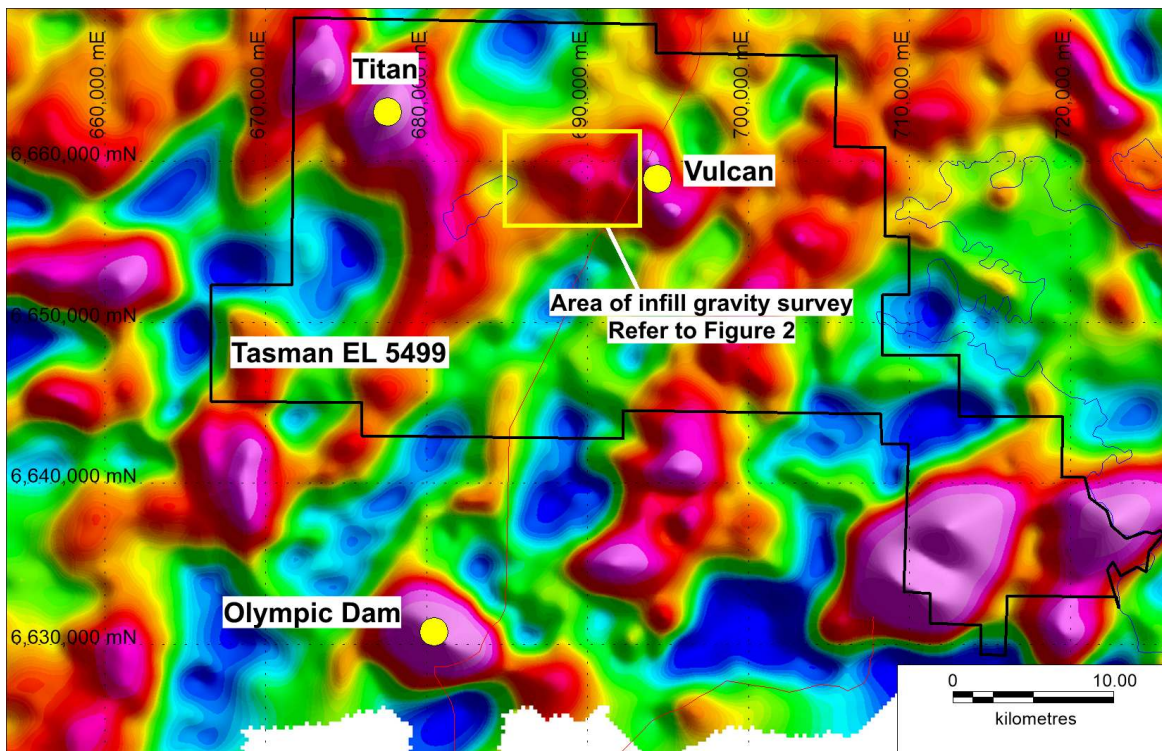 660,000 mE
670,000 mE
680,000 mE
690,000 mE
700,000 mE
710,000 mE
720,000 mE
Titan
6,660,000 mN
Vulcan
Area of infill gravity survey
Refer to Figure 2
6,650,000 mN
Tasman EL 5499
6,640,000 mN
Olympic Dam
6,630,000 mN
0 10.00
kilometres